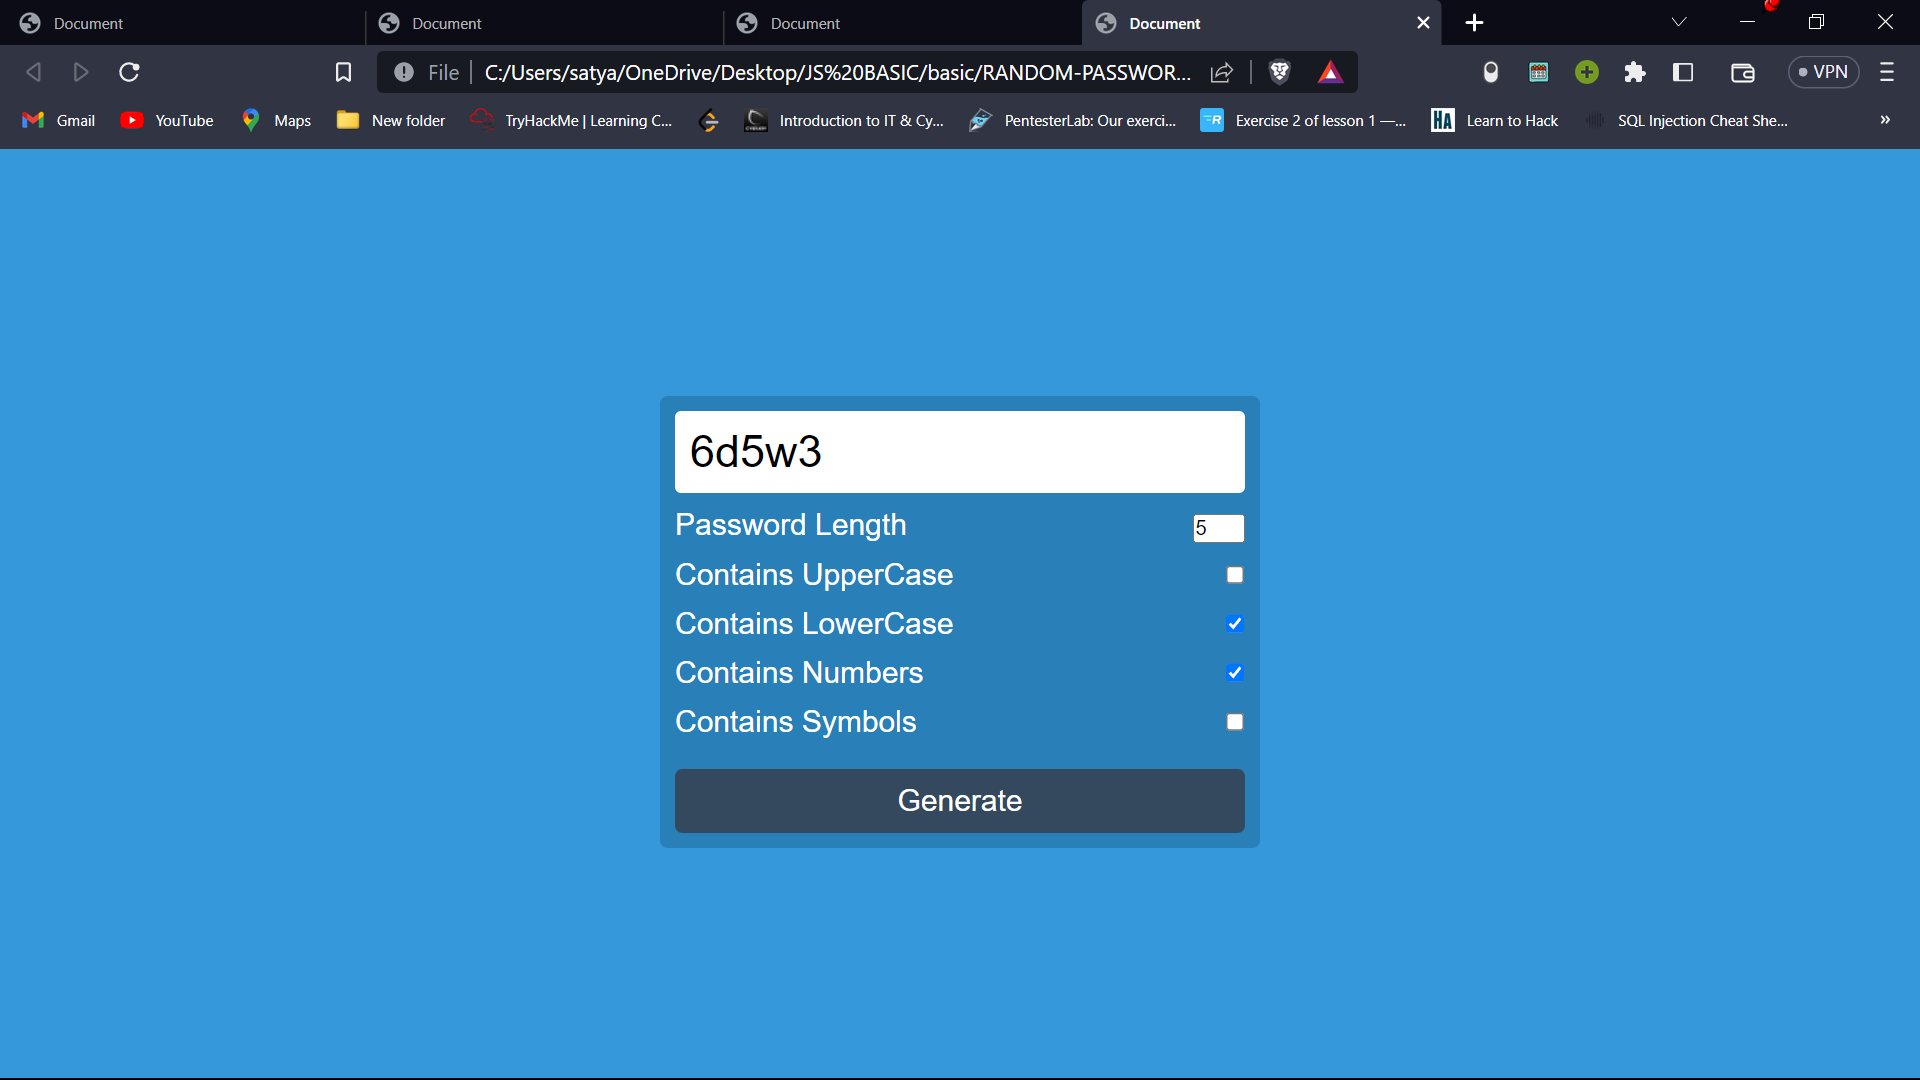 Document Document Document Document
File C:/Users/satya/OneDrive/Desktop/JS%20BASIC/basic/RANDOM-PASSWOR... VPN
Gmail YouTube Maps New folder TryHackMe | Learning C... Introduction to IT & Cy... PentesterLab: Our exerci... Exercise 2 of lesson 1 —... HA Learn to Hack SQL Injection Cheat She... »
6d5w3
Password Length 5
Contains UpperCase
Contains LowerCase
Contains Numbers
Contains Symbols
Generate